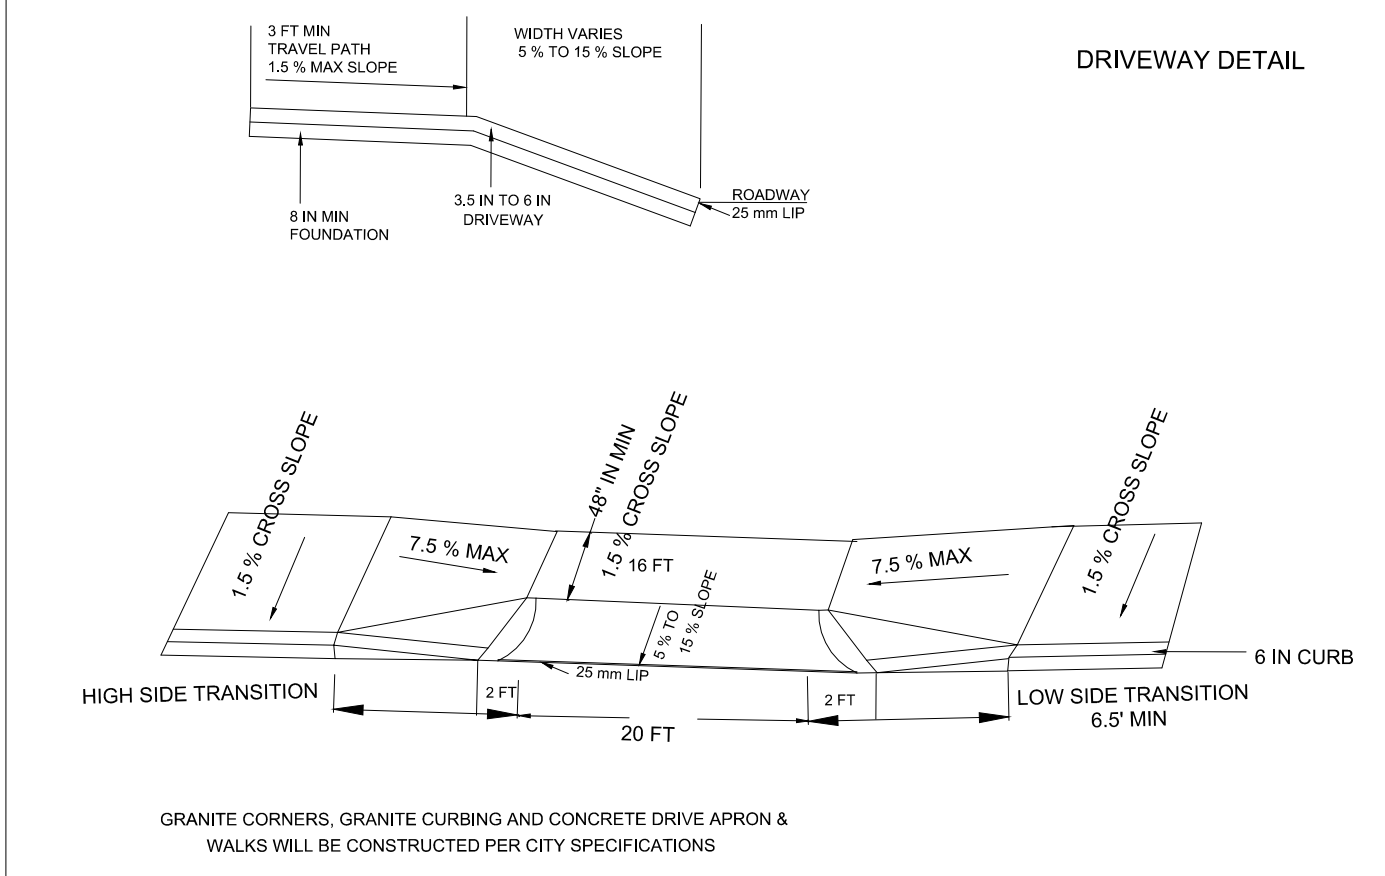 3 FT MIN
TRAVEL PATH
1.5 % MAX SLOPE
WIDTH VARIES
5 % TO 15 % SLOPE
DRIVEWAY DETAIL
8 IN MIN
FOUNDATION
3.5 IN TO 6 IN
DRIVEWAY
ROADWAY
25 mm LIP
1.5 % CROSS SLOPE
7.5 % MAX
48" IN MIN
1.5 % CROSS SLOPE
16 FT
5 % TO
15 % SLOPE
7.5 % MAX
1.5 % CROSS SLOPE
6 IN CURB
25 mm LIP
HIGH SIDE TRANSITION
2 FT
20 FT
2 FT
LOW SIDE TRANSITION
6.5' MIN
GRANITE CORNERS, GRANITE CURBING AND CONCRETE DRIVE APRON &
WALKS WILL BE CONSTRUCTED PER CITY SPECIFICATIONS